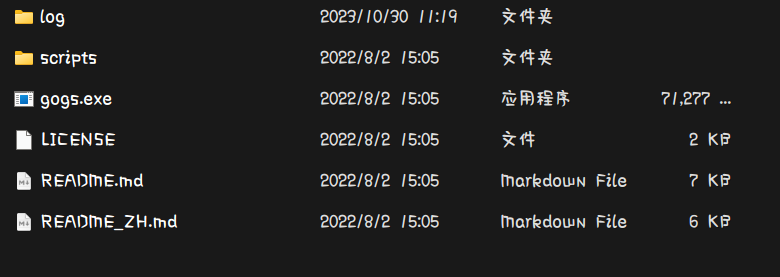 log 2023/10/30 11:19 文件夹
scripts 2022/8/2 15:05 文件夹
gogs.exe 2022/8/2 15:05 应用程序 71,277 ...
LICENSE 2022/8/2 15:05 文件 2 KB
README.md 2022/8/2 15:05 Markdown File 7 KB
README_ZH.md 2022/8/2 15:05 Markdown File 6 KB